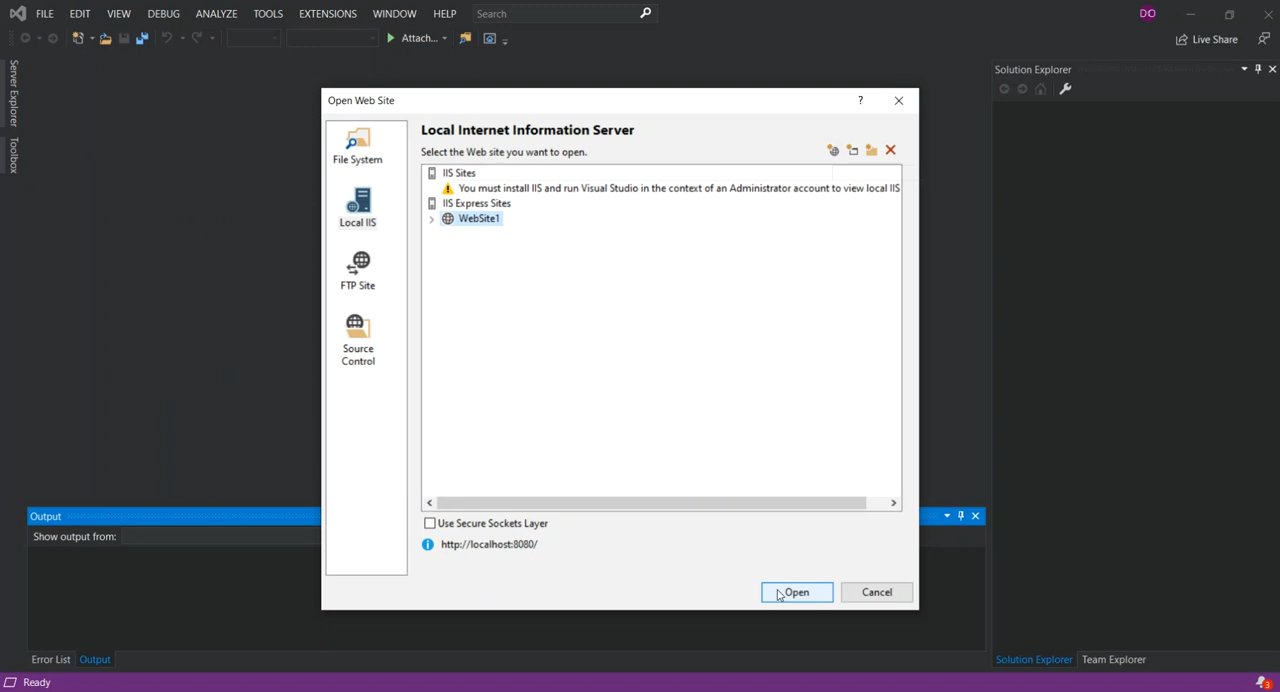 FILE EDIT VIEW DEBUG ANALYZE TOOLS EXTENSIONS WINDOW HELP Search DO
Attach... Live Share
Server Explorer
Toolbox
Solution Explorer
Open Web Site ?
File System
Local IIS
FTP Site
Source
Control
Local Internet Information Server
Select the Web site you want to open.
IIS Sites
You must install IIS and run Visual Studio in the context of an Administrator account to view local IIS
IIS Express Sites
WebSite1
Use Secure Sockets Layer
http://localhost:8080/
Open Cancel
Output
Show output from:
Error List Output
Solution Explorer Team Explorer
Ready 3